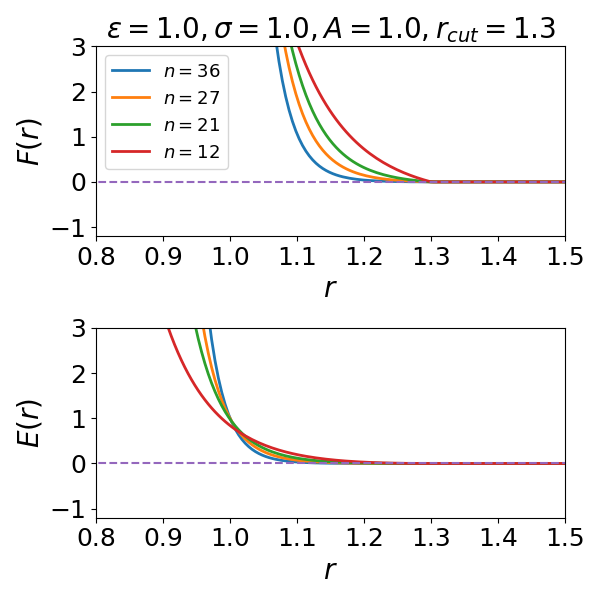 ε = 1.0, σ = 1.0, A = 1.0, r_cut = 1.3
3
2
1
0
−1
F(r)
n = 36
n = 27
n = 21
n = 12
0.8 0.9 1.0 1.1 1.2 1.3 1.4 1.5
r
3
2
1
0
−1
E(r)
0.8 0.9 1.0 1.1 1.2 1.3 1.4 1.5
r